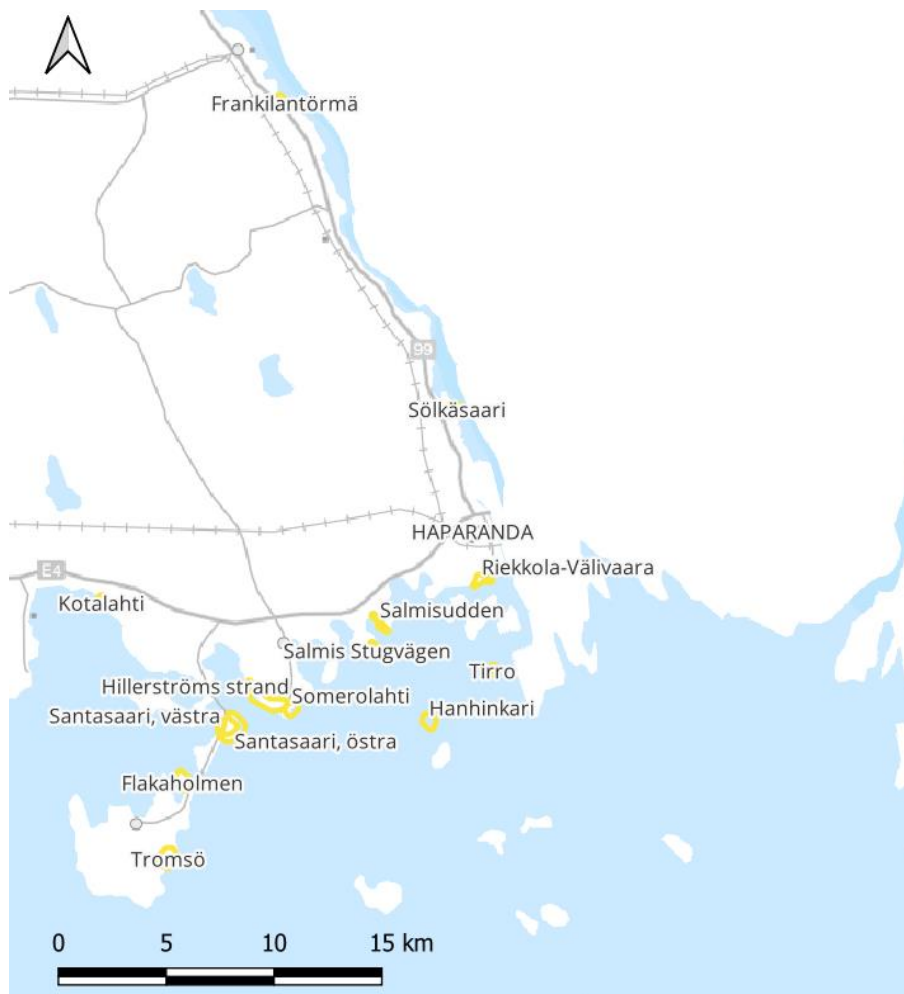 Frankilantörmä
99
Sölkäsaari
HAPARANDA
Riekkola-Välivaara
E4
Kotalahti
Salmisudden
Salmis Stugvägen
Tirro
Hillerströms strand
Somerolahti
Santasaari, västra
Hanhinkari
Santasaari, östra
Flakaholmen
Tromsö
0 5 10 15 km